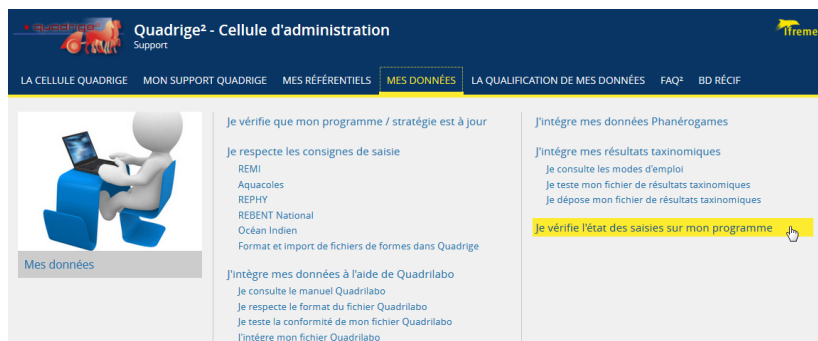 quadrige²
Quadrige² - Cellule d'administration
Support
Ifreme
LA CELLULE QUADRIGE MON SUPPORT QUADRIGE MES RÉFÉRENTIELS MES DONNÉES LA QUALIFICATION DE MES DONNÉES FAQ² BD RÉCIF
Mes données
Je vérifie que mon programme / stratégie est à jour
Je respecte les consignes de saisie
REMI
Aquacoles
REPHY
REBENT National
Océan Indien
Format et import de fichiers de formes dans Quadrige
J'intègre mes données à l'aide de Quadrilabo
Je consulte le manuel Quadrilabo
Je respecte le format du fichier Quadrilabo
Je teste la conformité de mon fichier Quadrilabo
J'intègre mon fichier Quadrilabo
J'intégre mes données Phanérogames
J'intégre mes résultats taxinomiques
Je consulte les modes d'emploi
Je teste mon fichier de résultats taxinomiques
Je dépose mon fichier de résultats taxinomiques
Je vérifie l'état des saisies sur mon programme